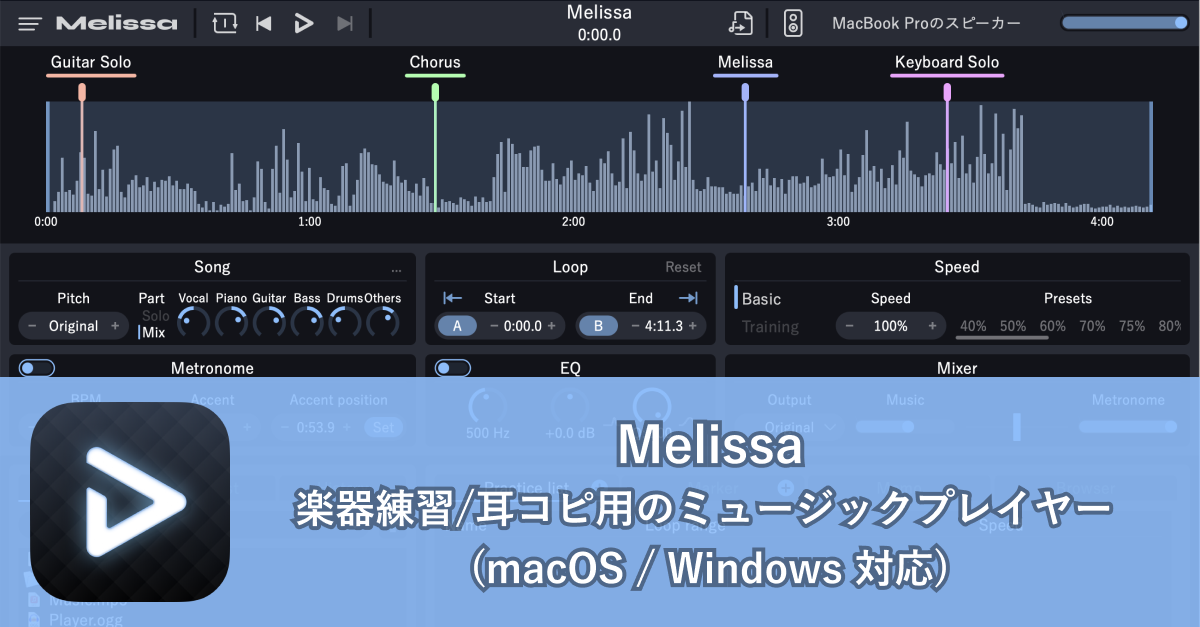 Melissa
Melissa
0:00.0
MacBook Proのスピーカー
Guitar Solo
Chorus
Melissa
Keyboard Solo
0:00
1:00
2:00
3:00
4:00
Song
...
Pitch
- Original +
Part
Solo
Mix
Vocal
Piano
Guitar
Bass
Drums
Others
Loop
Reset
Start
End
A
- 0:00.0 +
B
- 4:11.3 +
Speed
Basic
Training
Speed
- 100% +
Presets
40% 50% 60% 70% 75% 80%
Metronome
EQ
Mixer
BPM
Accent
Accent position
- 0:53.9 +
Set
500 Hz
+0.0 dB
Output
Original
Music
Metronome
Practice list
Loop range
Speed
Music.mp3
Player.ogg
Melissa
楽器練習/耳コピ用のミュージックプレイヤー
(macOS / Windows 対応)